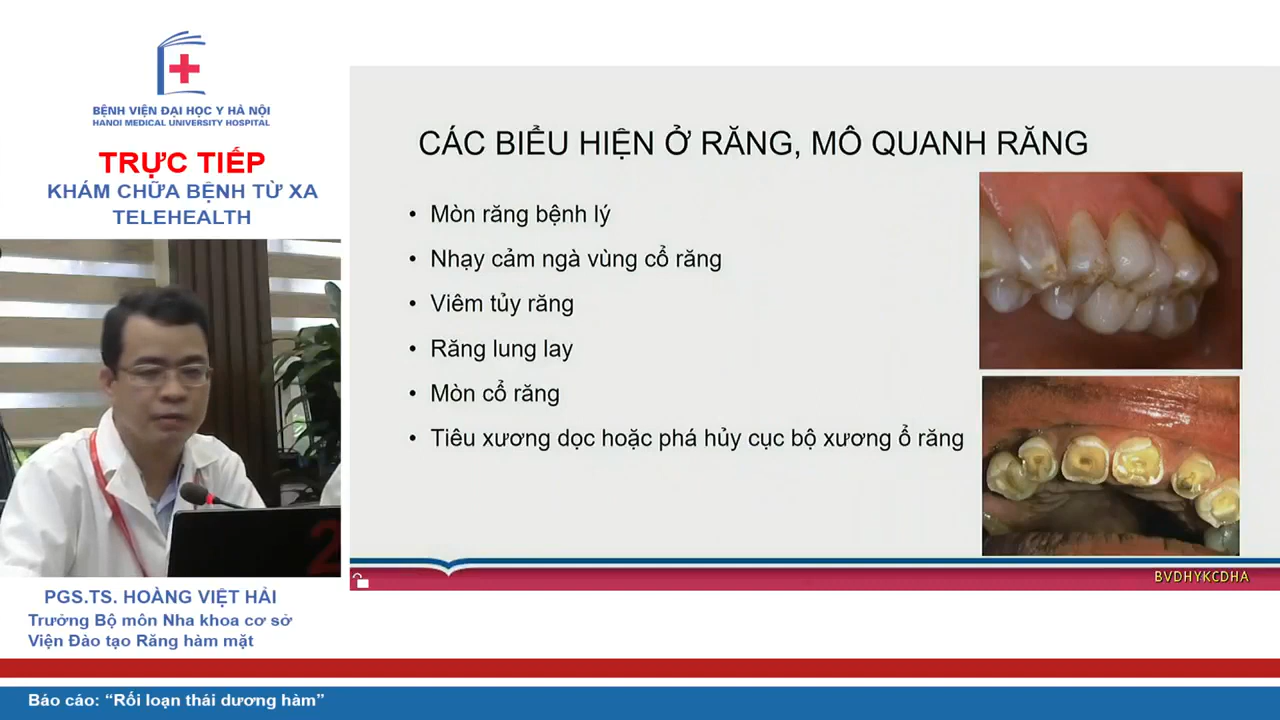 BỆNH VIỆN ĐẠI HỌC Y HÀ NỘI
HANOI MEDICAL UNIVERSITY HOSPITAL
TRỰC TIẾP
KHÁM CHỮA BỆNH TỪ XA
TELEHEALTH
CÁC BIỂU HIỆN Ở RĂNG, MÔ QUANH RĂNG
• Mòn răng bệnh lý
• Nhạy cảm ngà vùng cổ răng
• Viêm tủy răng
• Răng lung lay
• Mòn cổ răng
• Tiêu xương dọc hoặc phá hủy cục bộ xương ổ răng
BVDHYKCDHA
PGS.TS. HOÀNG VIỆT HẢI
Trưởng Bộ môn Nha khoa cơ sở
Viện Đào tạo Răng hàm mặt
Báo cáo: “Rối loạn thái dương hàm”